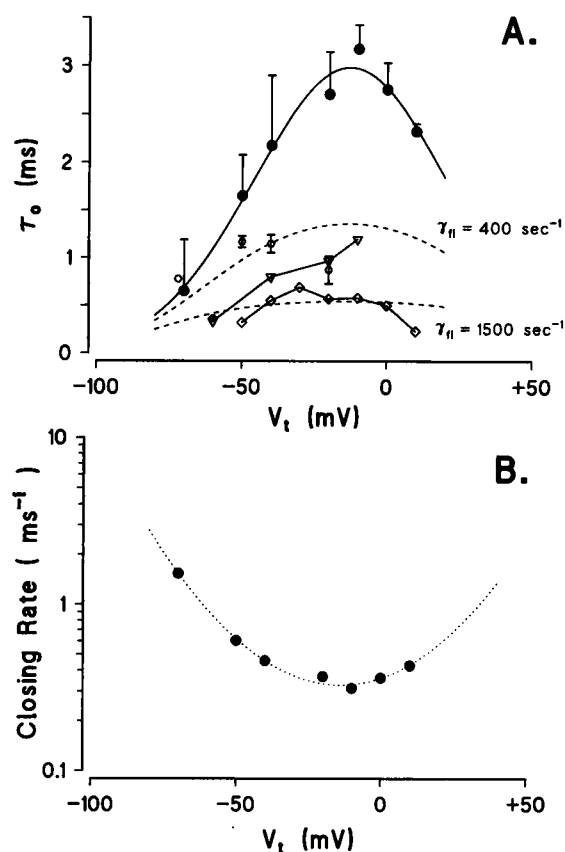 A.
3
2
1
0
τ₀ (ms)
γfl = 400 sec⁻¹
γfl = 1500 sec⁻¹
−100
−50
0
+50
Vt (mV)
B.
10
1
0.1
Closing Rate ( ms⁻¹ )
−100
−50
0
+50
Vt (mV)